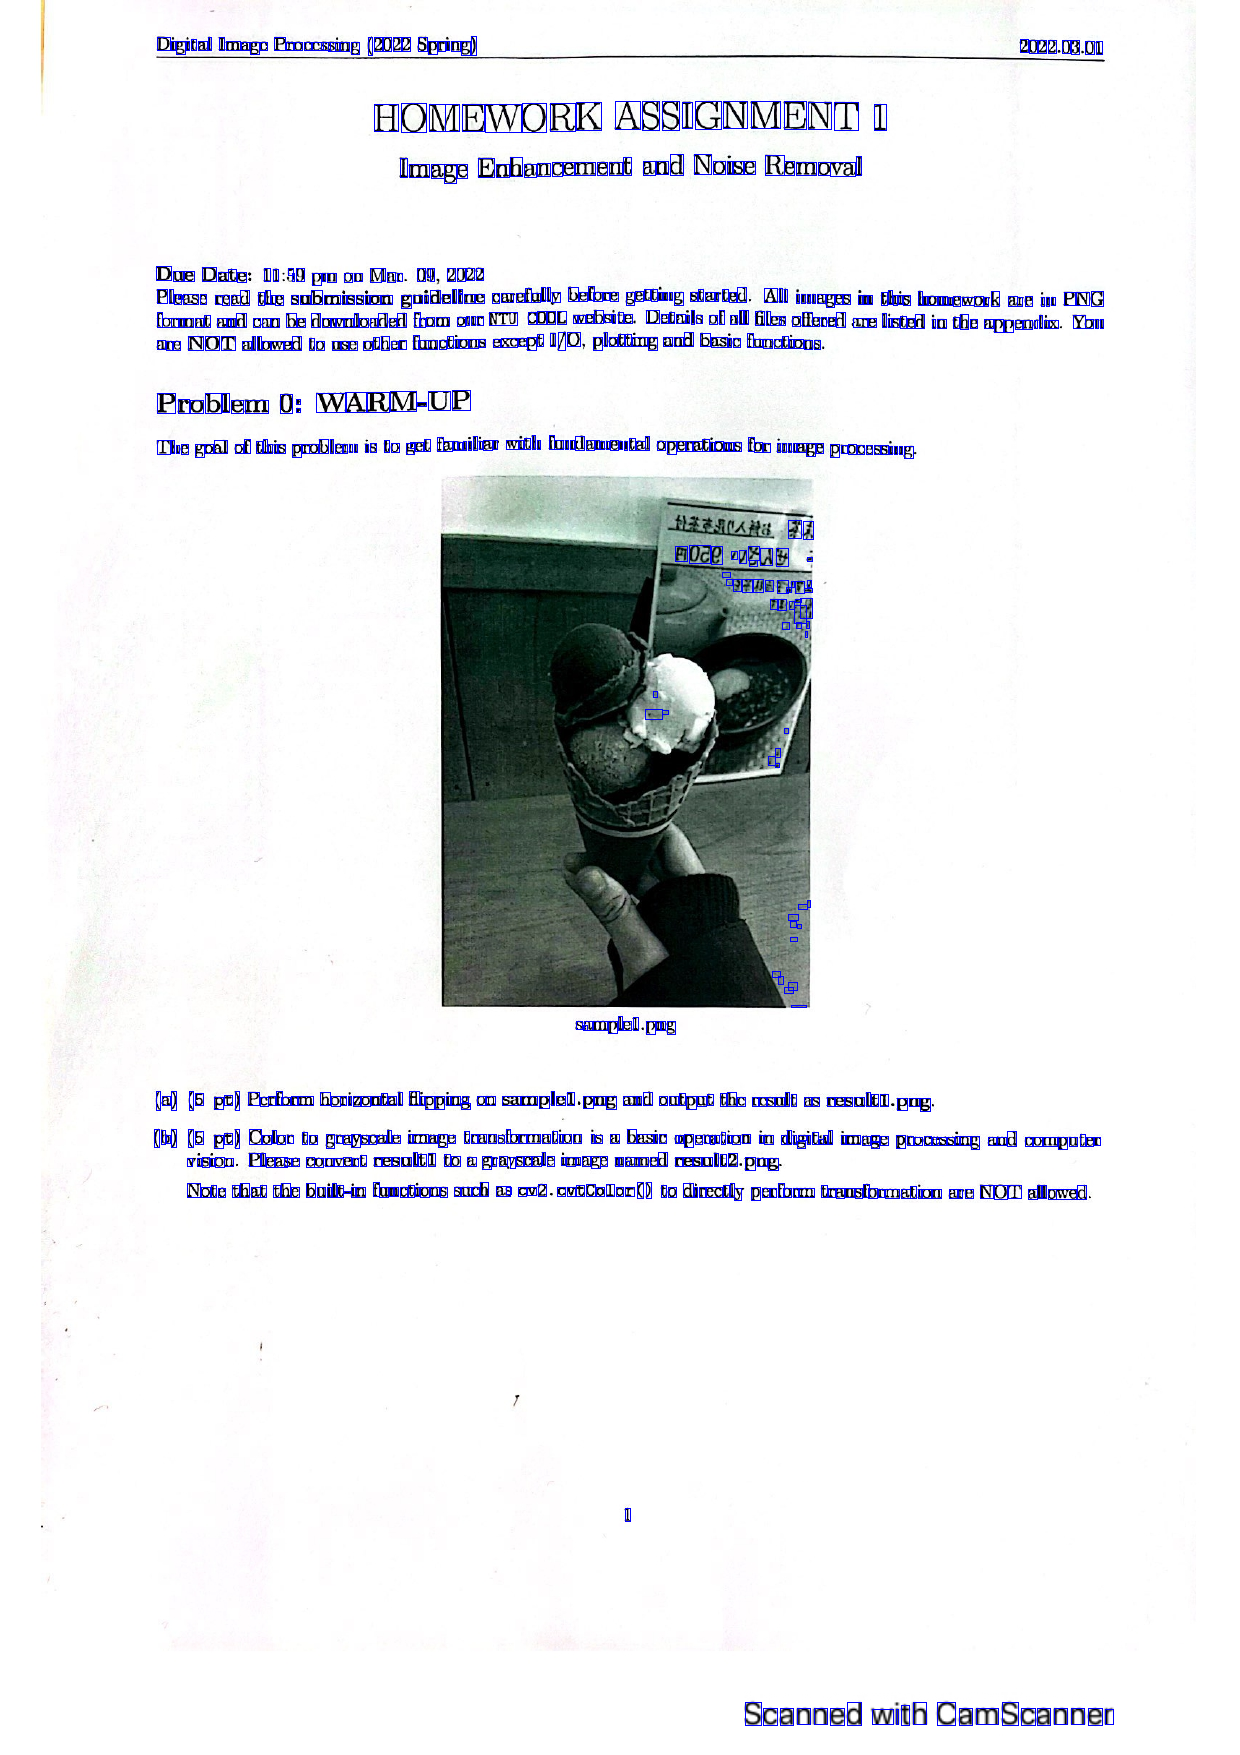 Digital Image Processing (2022 Spring) 2022.03.01
HOMEWORK ASSIGNMENT 1
Image Enhancement and Noise Removal
Due Date: 11:59 pm on Mar. 09, 2022
Please read the submission guideline carefully before getting started. All images in this homework are in PNG
format and can be downloaded from our NTU COOL website. Details of all files offered are listed in the appendix. You
are NOT allowed to use other functions except I/O, plotting and basic functions.
Problem 0: WARM-UP
The goal of this problem is to get familiar with fundamental operations for image processing.
950円
sample1.png
(a) (5 pt) Perform horizontal flipping on sample1.png and output the result as result1.png.
(b) (5 pt) Color to grayscale image transformation is a basic operation in digital image processing and computer
vision. Please convert result1 to a grayscale image named result2.png.
Note that the built-in functions such as cv2.cvtColor() to directly perform transformation are NOT allowed.
1
Scanned with CamScanner